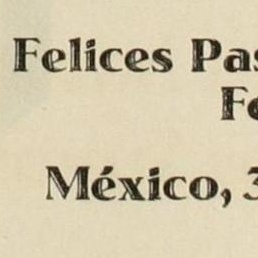 Felices Pas
Fe
México, 3